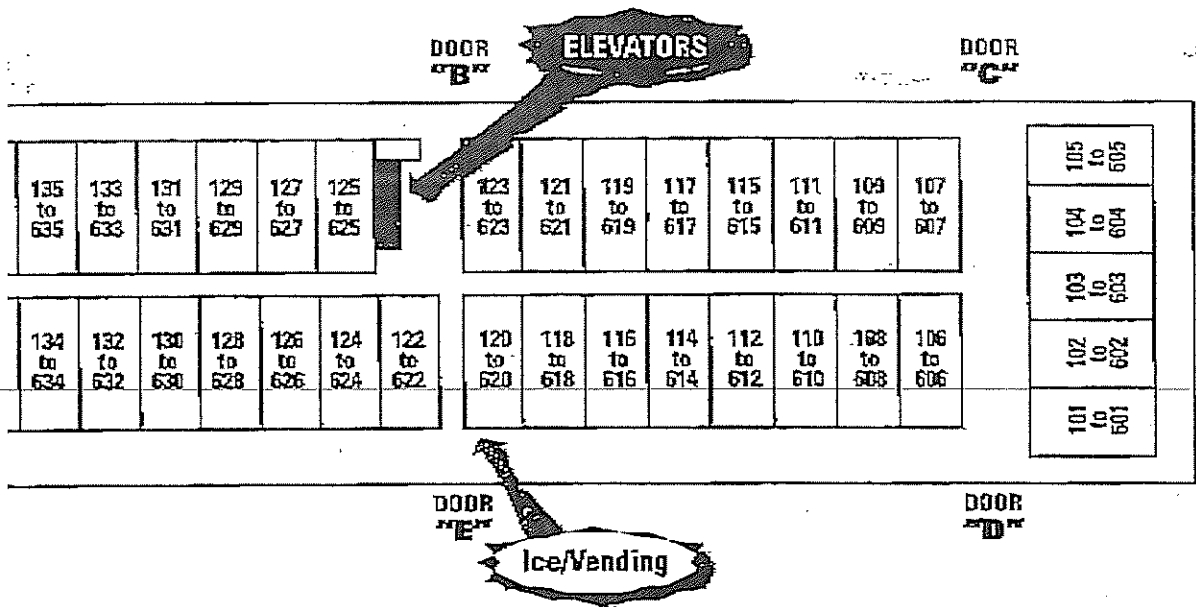 DOOR
"B"
ELEVATORS
DOOR
"C"
135 to 635
133 to 633
131 to 631
129 to 629
127 to 627
125 to 625
123 to 623
121 to 621
119 to 619
117 to 617
115 to 615
111 to 611
109 to 609
107 to 607
105 to 605
104 to 604
103 to 603
102 to 602
101 to 601
134 to 634
132 to 632
130 to 630
128 to 628
126 to 626
124 to 624
122 to 622
120 to 620
118 to 618
116 to 616
114 to 614
112 to 612
110 to 610
108 to 608
106 to 606
DOOR
"E"
Ice/Vending
DOOR
"D"